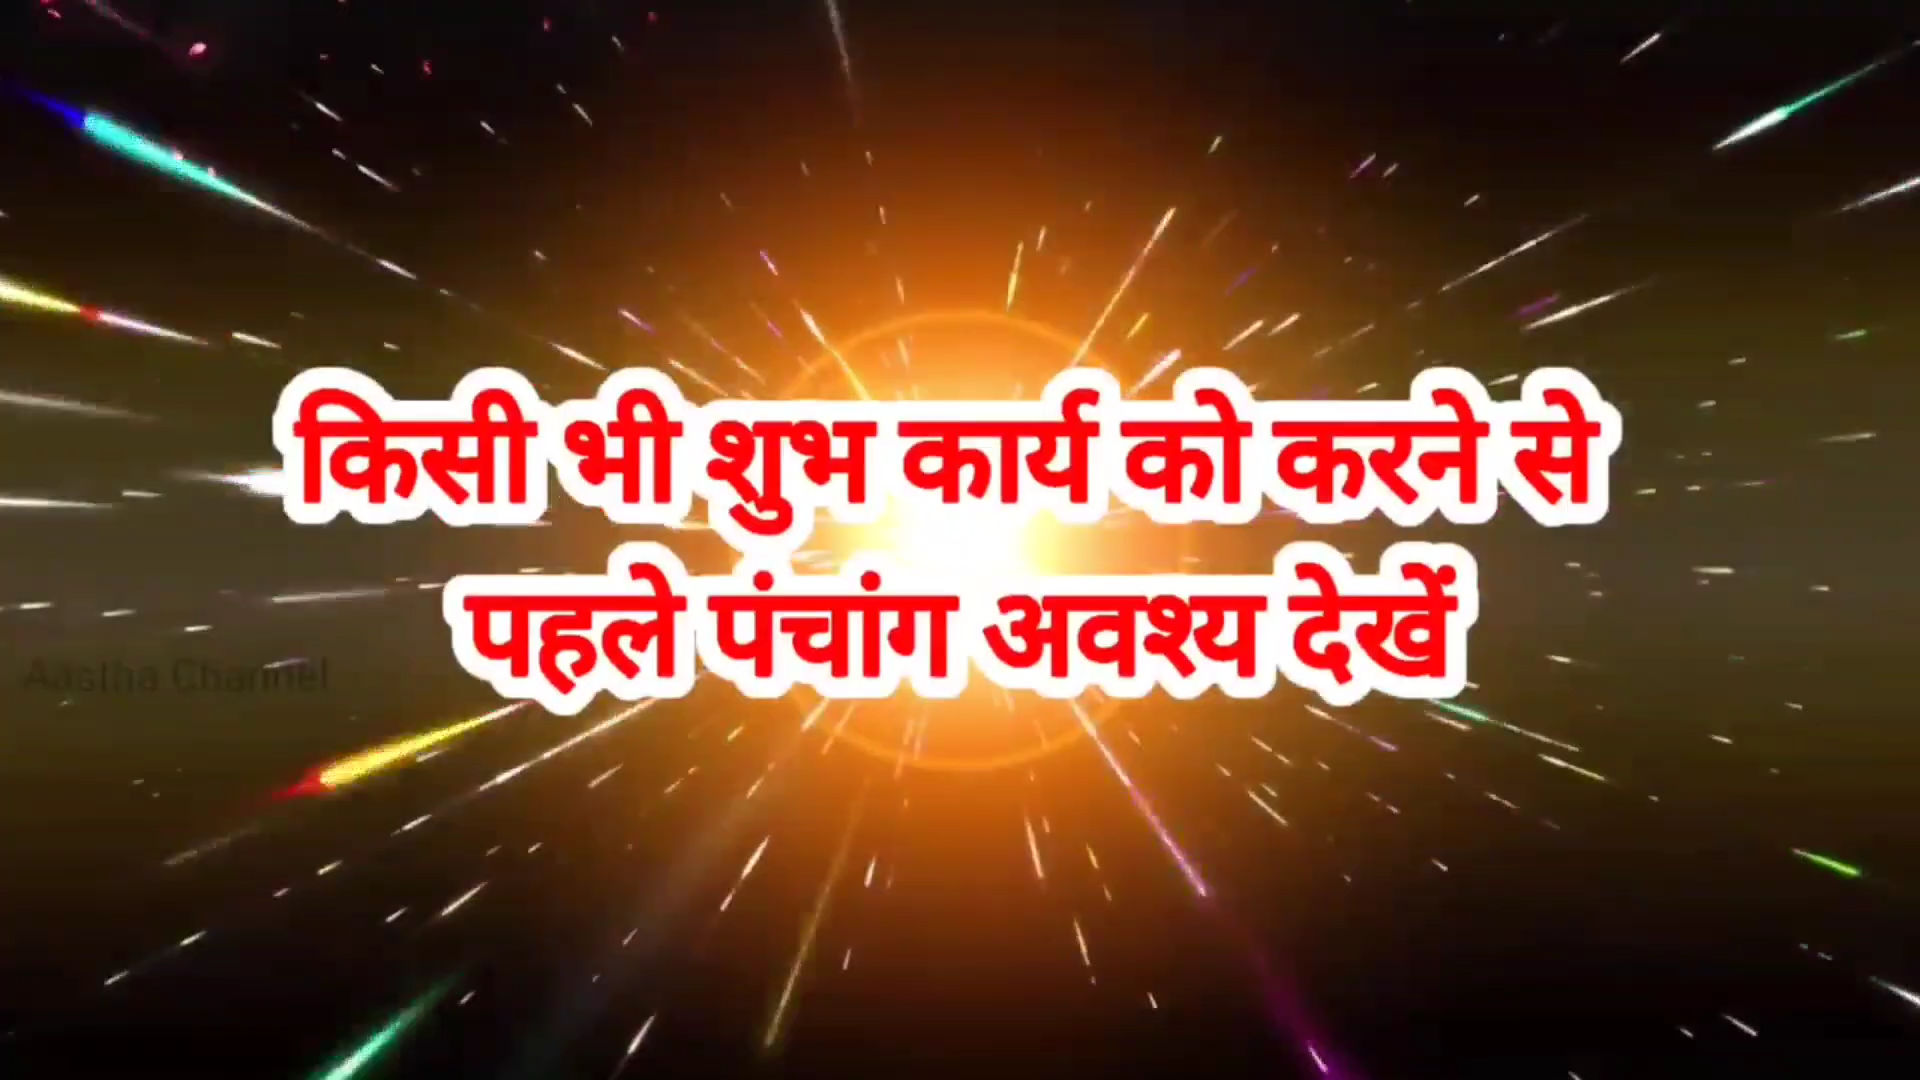 किसी भी शुभ कार्य को करने से
पहले पंचांग अवश्य देखें
Aastha Channel